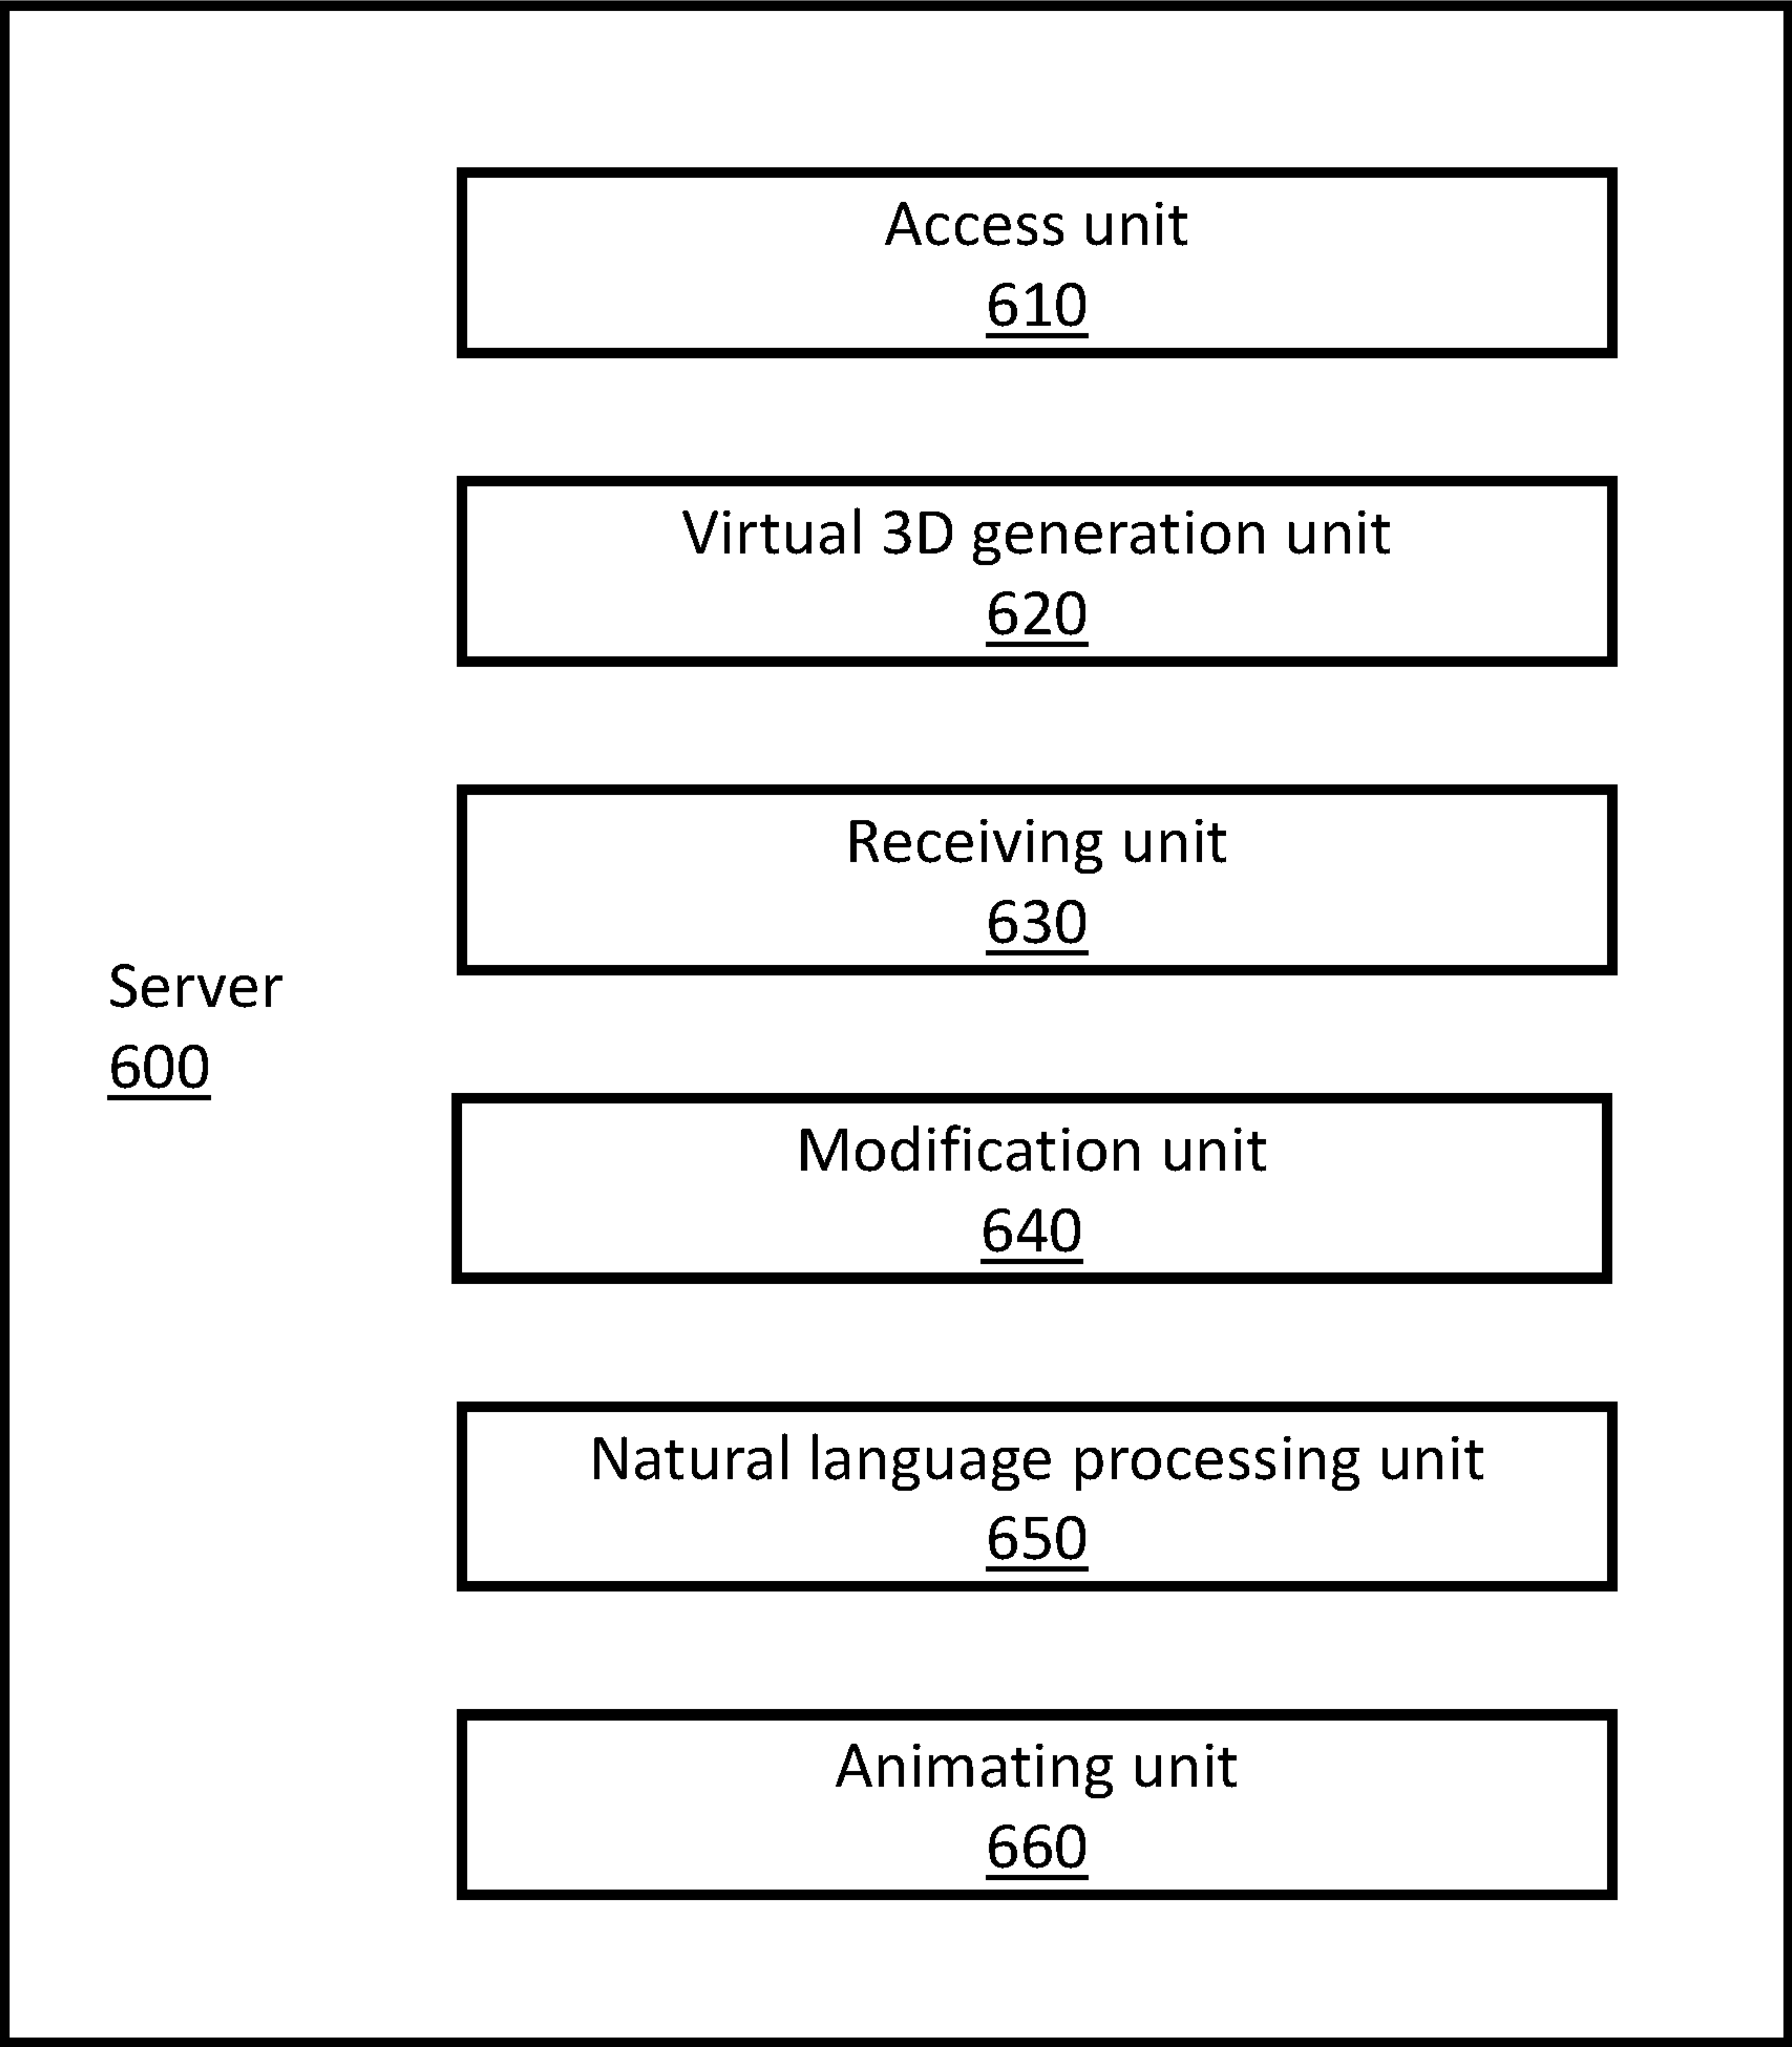 Access unit
610
Virtual 3D generation unit
620
Receiving unit
630
Server
600
Modification unit
640
Natural language processing unit
650
Animating unit
660